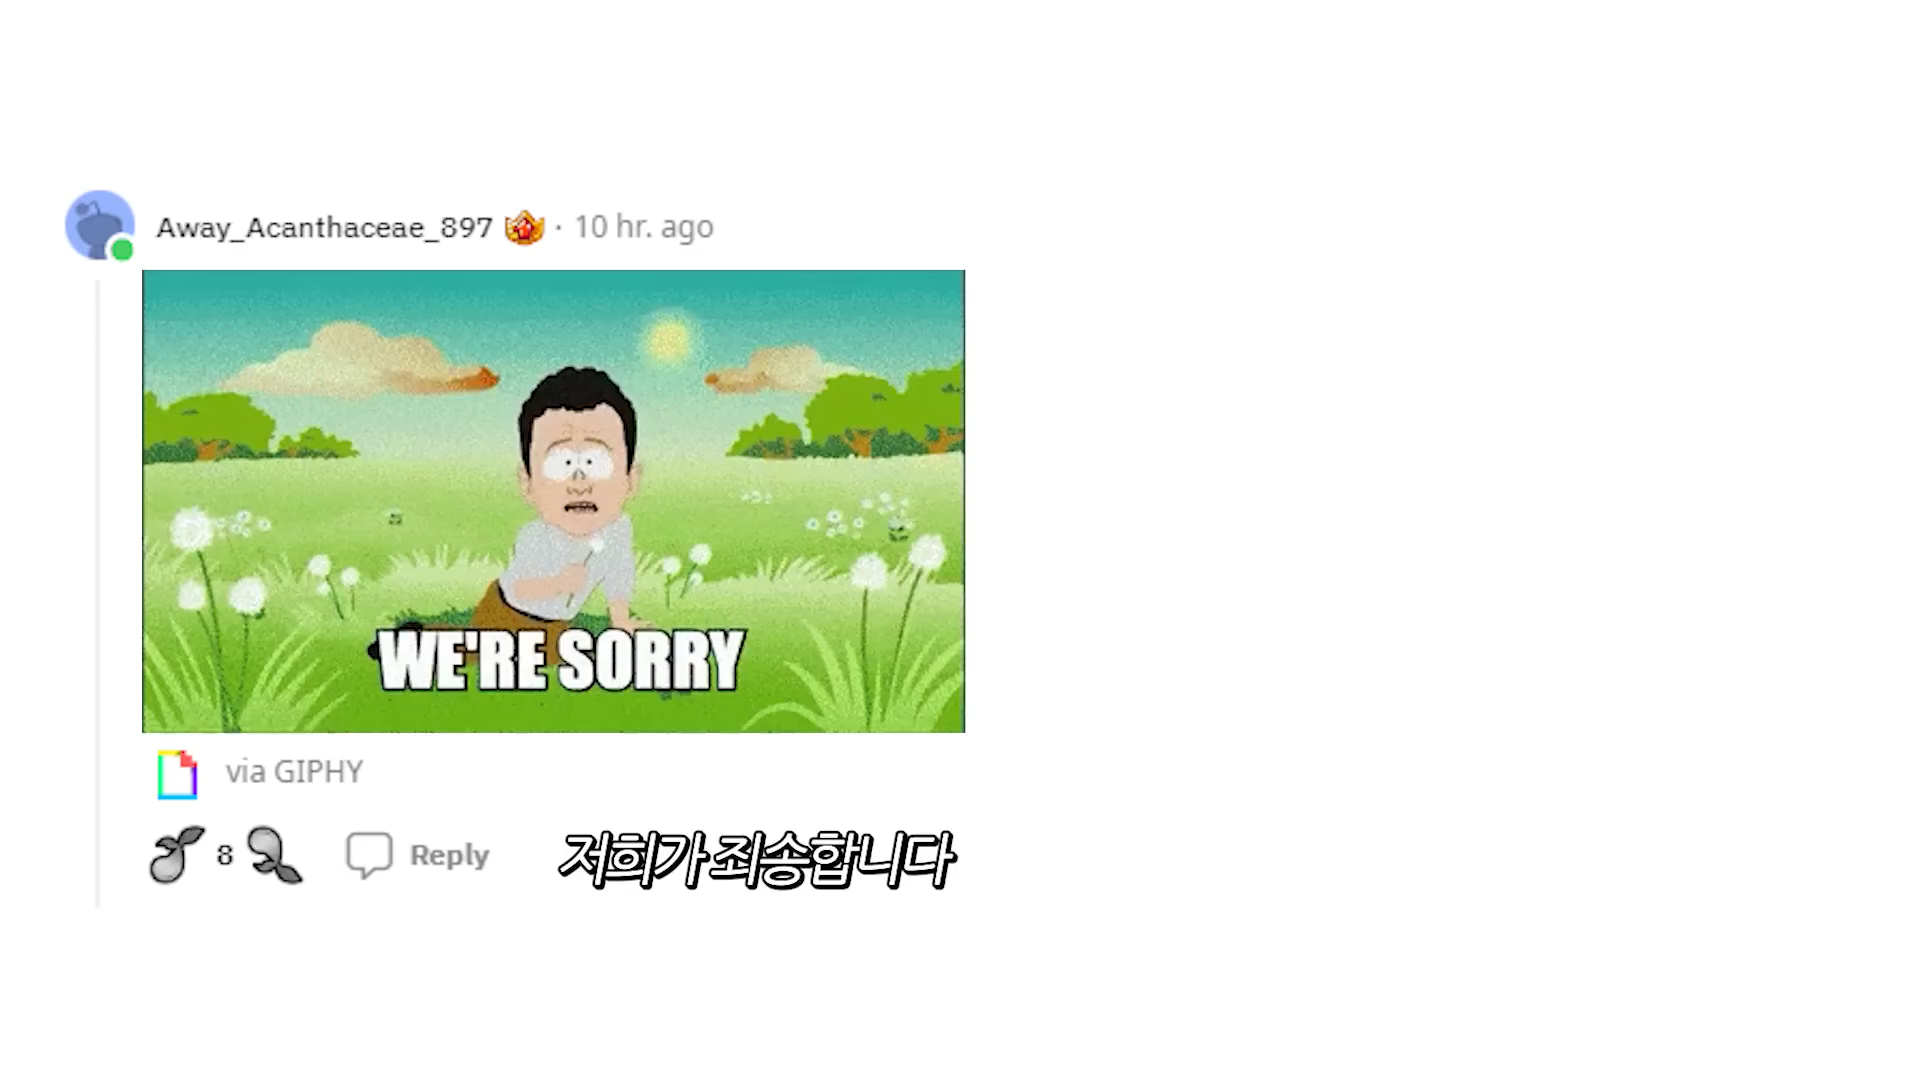 Away_Acanthaceae_897 · 10 hr. ago
WE'RE SORRY
via GIPHY
8 Reply 저희가 죄송합니다